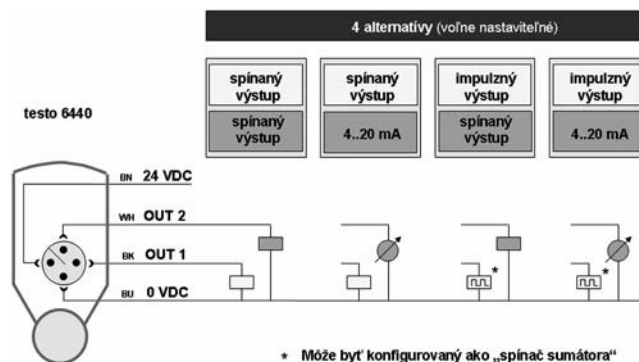 4 alternatívy (voľne nastaviteľné)
spínaný výstup
spínaný výstup
impulzný výstup
impulzný výstup
spínaný výstup
4..20 mA
spínaný výstup
4..20 mA
testo 6440
BN 24 VDC
WH OUT 2
BK OUT 1
BU 0 VDC
*
*
* Môže byť konfigurovaný ako „spínač sumátora“